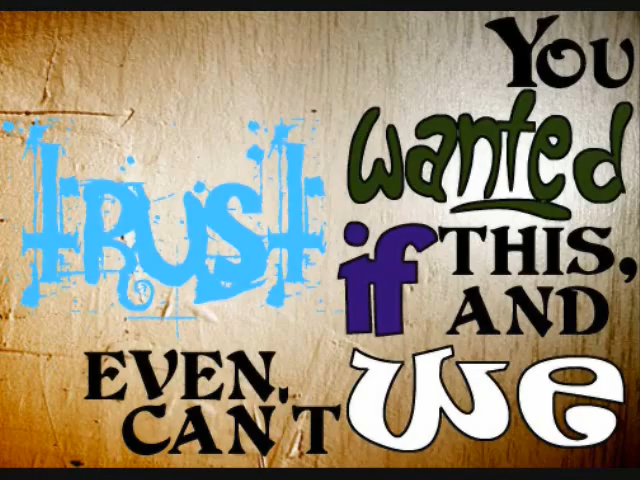 You
wanted
trust
if THIS,
AND
EVEN,
we
CAN'T